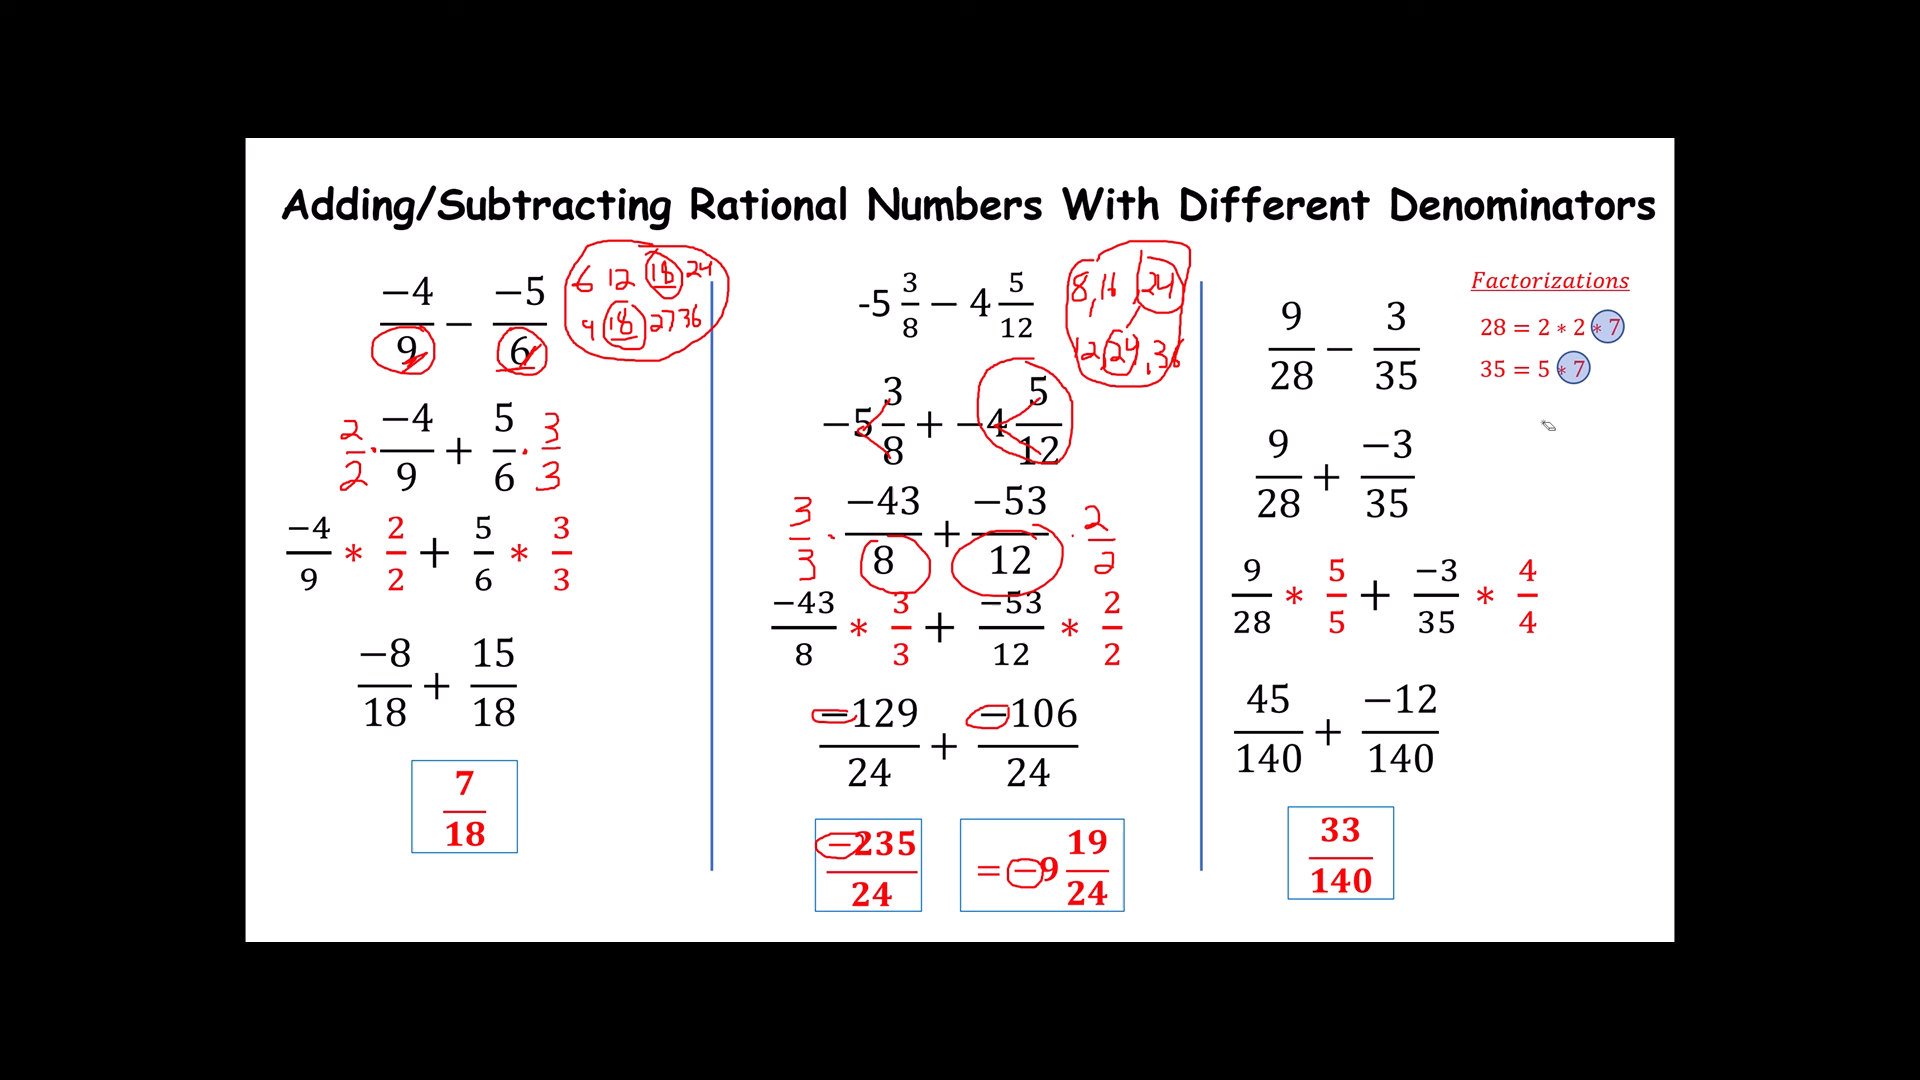 Adding/Subtracting Rational Numbers With Different Denominators
−4/9 − −5/6
6 12 18 24
9 18 27 36
2/2 · −4/9 + 5/6 · 3/3
−4/9 * 2/2 + 5/6 * 3/3
−8/18 + 15/18
7/18
-5 3/8 − 4 5/12
8, 16, 24
12, 24, 36
−5 3/8 + −4 5/12
3/3 · −43/8 + −53/12 · 2/2
−43/8 * 3/3 + −53/12 * 2/2
−129/24 + −106/24
−235/24 = −9 19/24
9/28 − 3/35
Factorizations
28 = 2 * 2 * 7
35 = 5 * 7
9/28 + −3/35
9/28 * 5/5 + −3/35 * 4/4
45/140 + −12/140
33/140